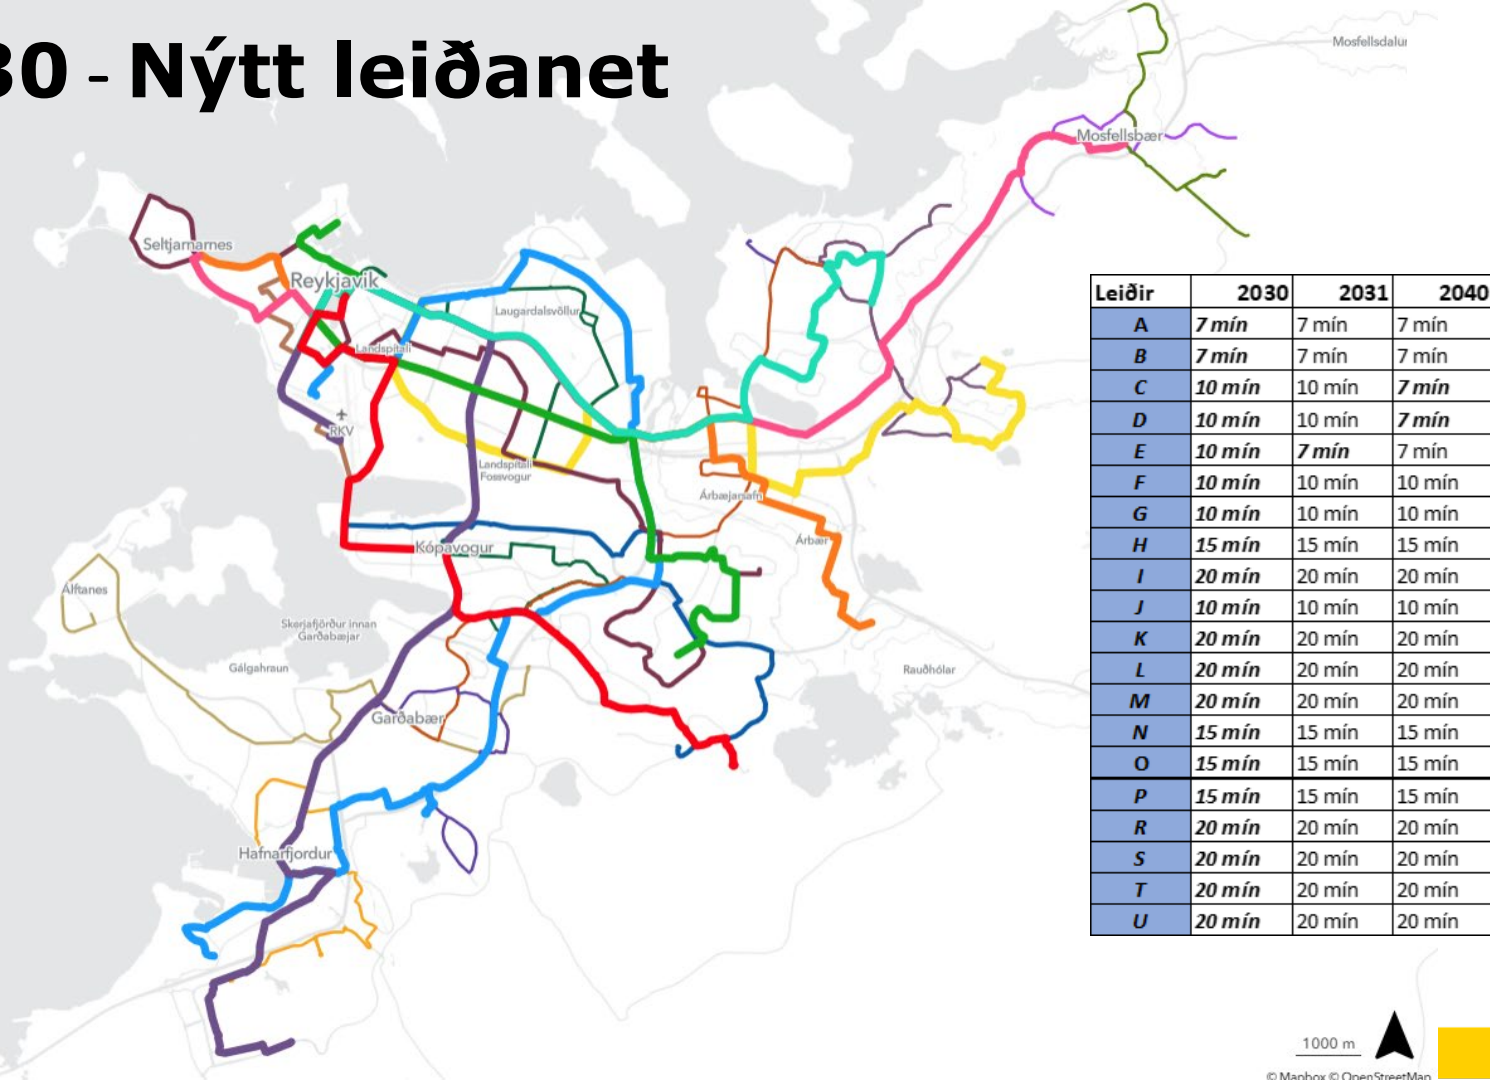 30 - Nýtt leiðanet
Mosfellsdalur
Mosfellsbær
Seltjarnarnes
Reykjavík
Laugardalsvöllur
Landspítali
RKV
Landspítali
Fossvogur
Árbæjarsafn
Árbær
Kópavogur
Álftanes
Skerjafjörður innan
Garðabæjar
Gálgahraun
Rauðhólar
Garðabær
Hafnarfjordur
Leiðir 2030 2031 2040
A 7 mín 7 mín 7 mín
B 7 mín 7 mín 7 mín
C 10 mín 10 mín 7 mín
D 10 mín 10 mín 7 mín
E 10 mín 7 mín 7 mín
F 10 mín 10 mín 10 mín
G 10 mín 10 mín 10 mín
H 15 mín 15 mín 15 mín
I 20 mín 20 mín 20 mín
J 10 mín 10 mín 10 mín
K 20 mín 20 mín 20 mín
L 20 mín 20 mín 20 mín
M 20 mín 20 mín 20 mín
N 15 mín 15 mín 15 mín
O 15 mín 15 mín 15 mín
P 15 mín 15 mín 15 mín
R 20 mín 20 mín 20 mín
S 20 mín 20 mín 20 mín
T 20 mín 20 mín 20 mín
U 20 mín 20 mín 20 mín
1000 m
© Mapbox © OpenStreetMap